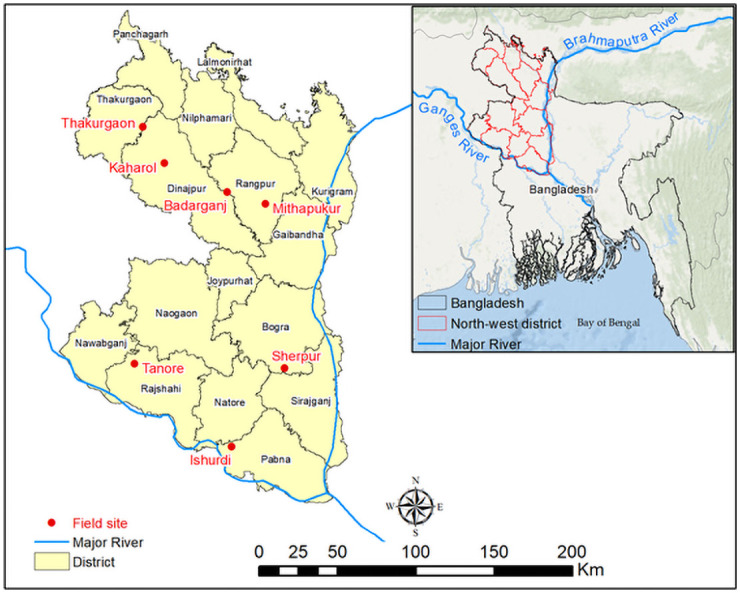 Panchagarh
Lalmonirhat
Thakurgaon
Nilphamari
Thakurgaon
Kaharol
Dinajpur
Rangpur
Kurigram
Badarganj
Mithapukur
Gaibandha
Joypurhat
Naogaon
Bogra
Nawabganj
Sherpur
Tanore
Rajshahi
Natore
Sirajganj
Ishurdi
Pabna
Brahmaputra River
Ganges River
Bangladesh
Bangladesh
North-west district
Major River
Bay of Bengal
Field site
Major River
District
N
W
E
S
0 25 50 100 150 200
Km